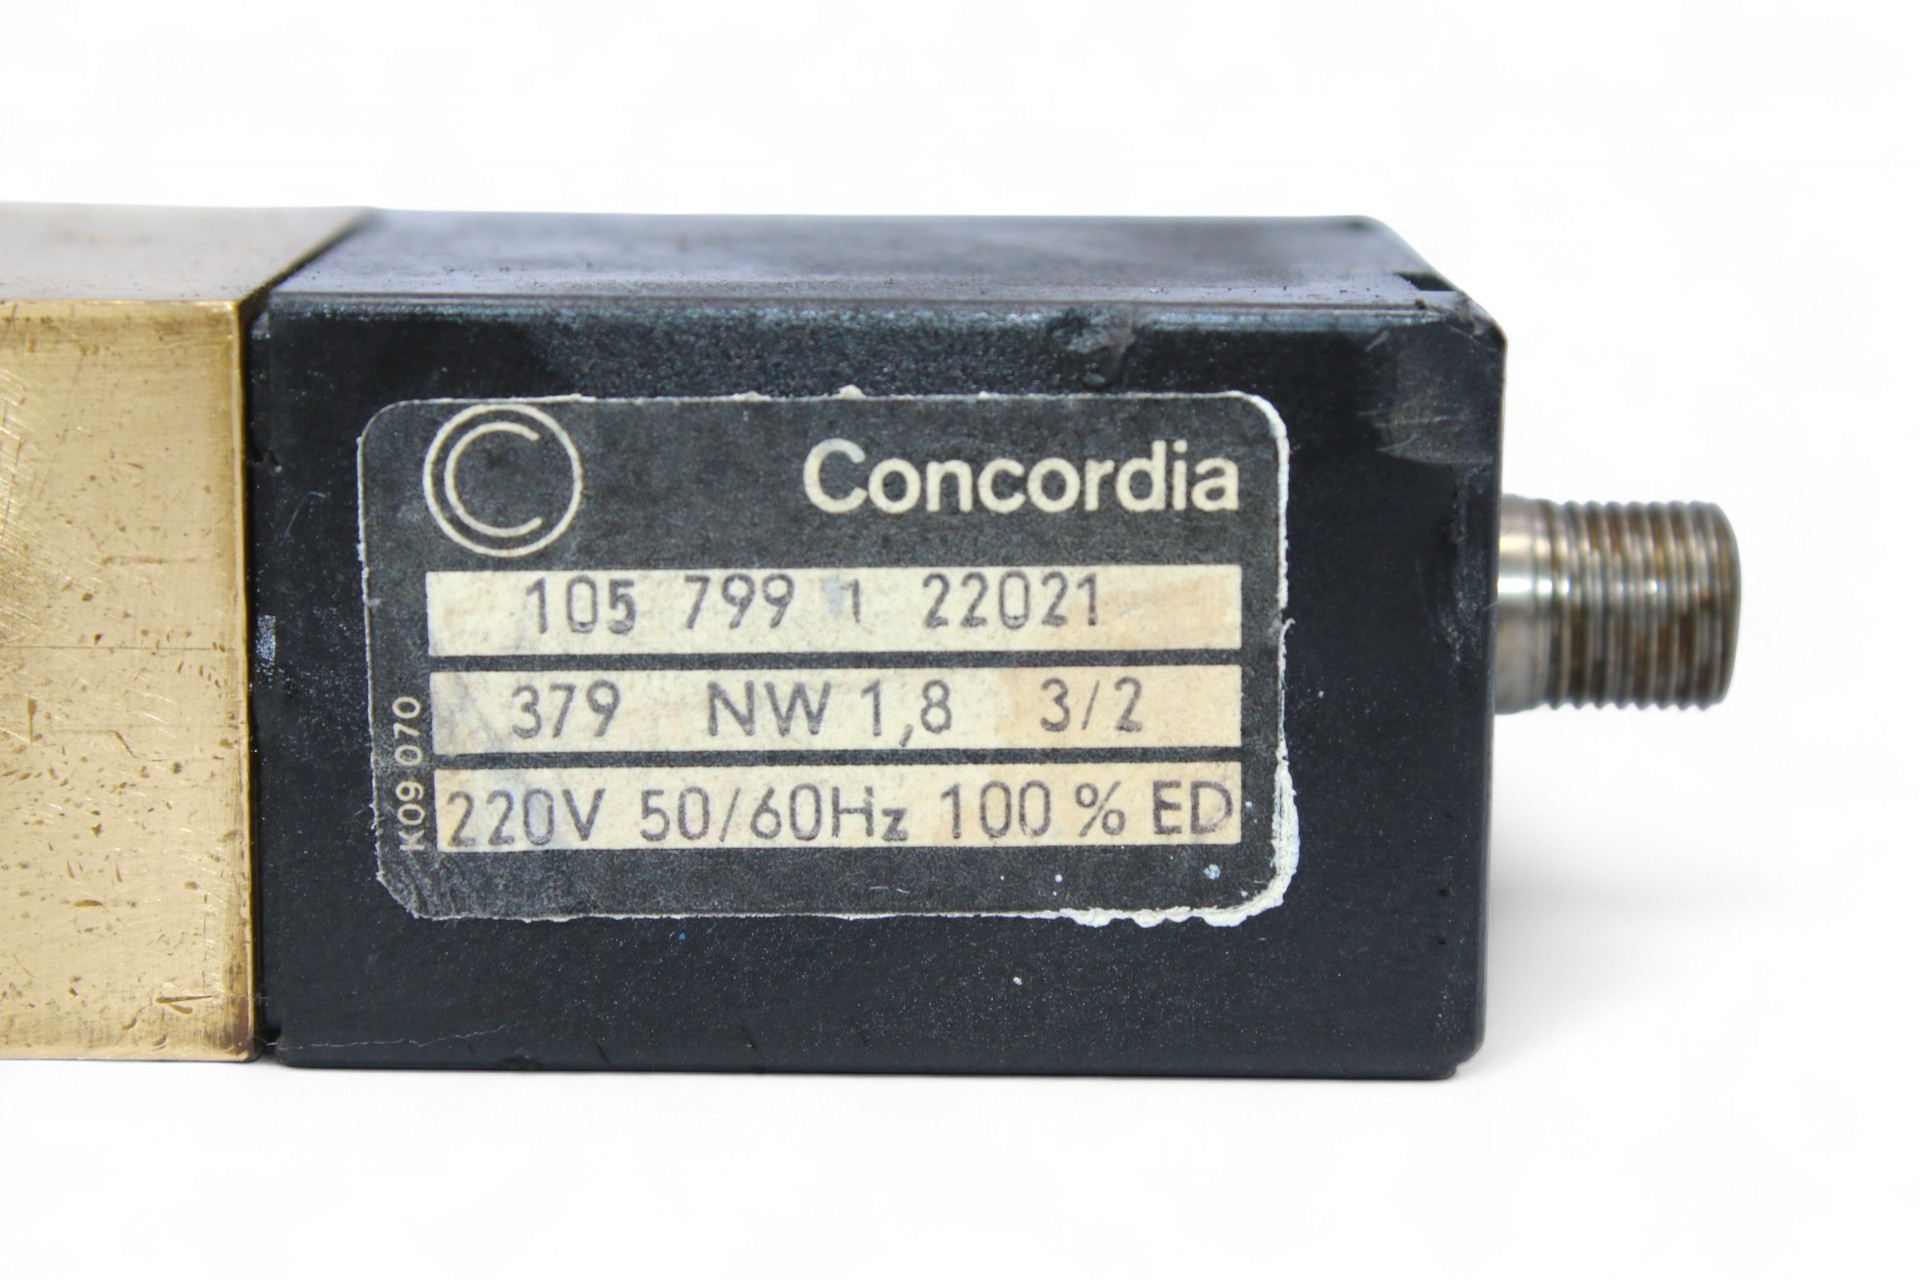 C Concordia
105 799 1 22021
379 NW 1,8 3/2
220V 50/60Hz 100 % ED
K09 070